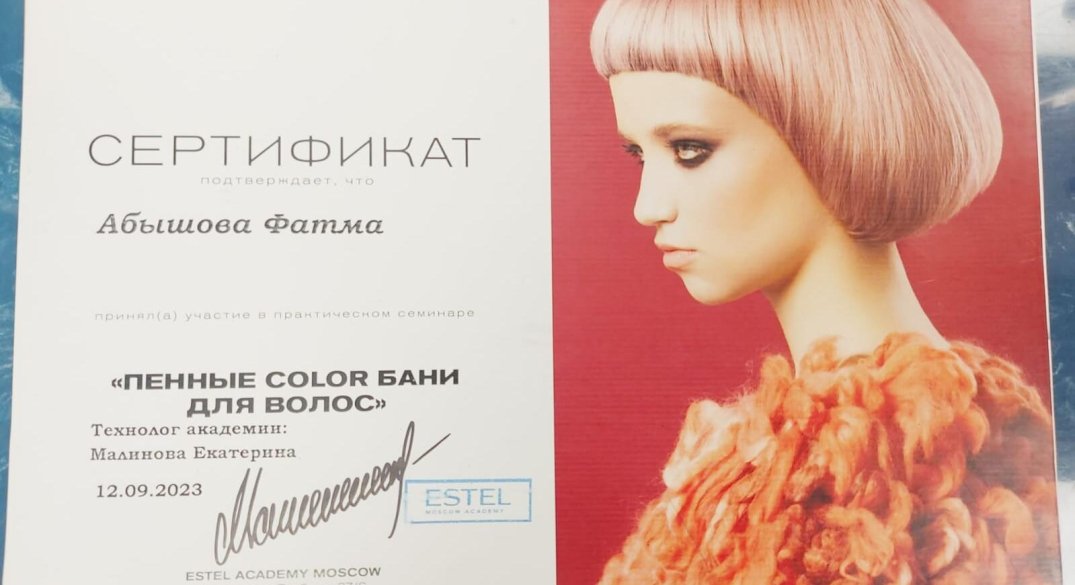 СЕРТИФИКАТ
подтверждает, что
Абышова Фатма
принял(а) участие в практическом семинаре
«ПЕННЫЕ COLOR БАНИ
ДЛЯ ВОЛОС»
Технолог академии:
Малинова Екатерина
12.09.2023
ESTEL
MOSCOW ACADEMY
ESTEL ACADEMY MOSCOW